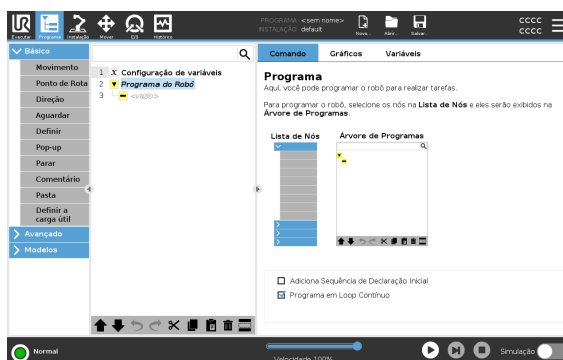 PROGRAMA <sem nome>
INSTALAÇÃO default
cccc
cccc
UR
Executar Programa Instalação Mover E/S Histórico
Novo... Abrir... Salvar...
Básico
Movimento
Ponto de Rota
Direção
Aguardar
Definir
Pop-up
Parar
Comentário
Pasta
Definir a
carga útil
Avançado
Modelos
1 X Configuração de variáveis
2 Programa do Robô
3 <vazio>
Comando Gráficos Variáveis
Programa
Aqui, você pode programar o robô para realizar tarefas.
Para programar o robô, selecione os nós na Lista de Nós e eles serão exibidos na
Árvore de Programas.
Lista de Nós Árvore de Programas
Adiciona Sequência de Declaração Inicial
Programa em Loop Contínuo
Normal
Velocidade 100%
Simulação